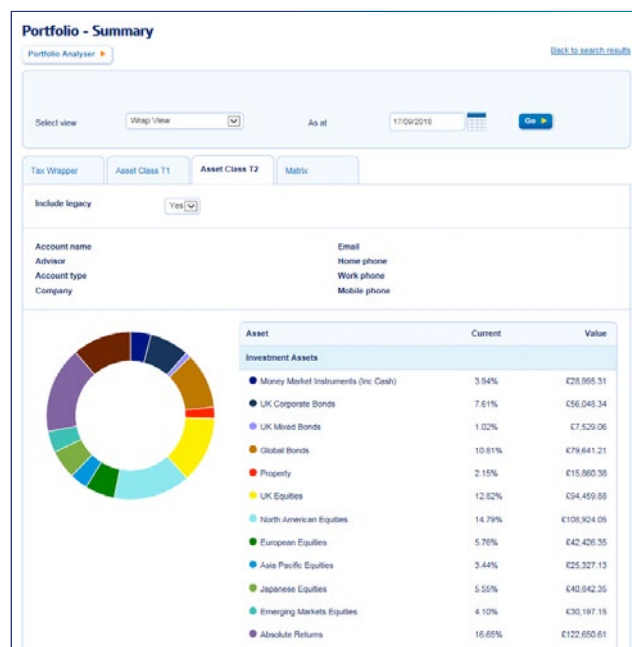 Portfolio - Summary
Portfolio Analyser
Back to search results
Select view Wrap View As at 17/09/2018 Go
Tax Wrapper Asset Class T1 Asset Class T2 Matrix
Include legacy Yes
Account name Email
Advisor Home phone
Account type Work phone
Company Mobile phone
Asset Current Value
Investment Assets
Money Market Instruments (Inc Cash) 3.94% £28,995.31
UK Corporate Bonds 7.61% £56,048.34
UK Mixed Bonds 1.02% £7,529.06
Global Bonds 10.81% £79,641.21
Property 2.15% £15,860.38
UK Equities 12.82% £94,459.88
North American Equities 14.79% £108,924.05
European Equities 5.76% £42,426.35
Asia Pacific Equities 3.44% £25,327.13
Japanese Equities 5.55% £40,842.35
Emerging Markets Equities 4.10% £30,197.15
Absolute Returns 16.65% £122,650.61